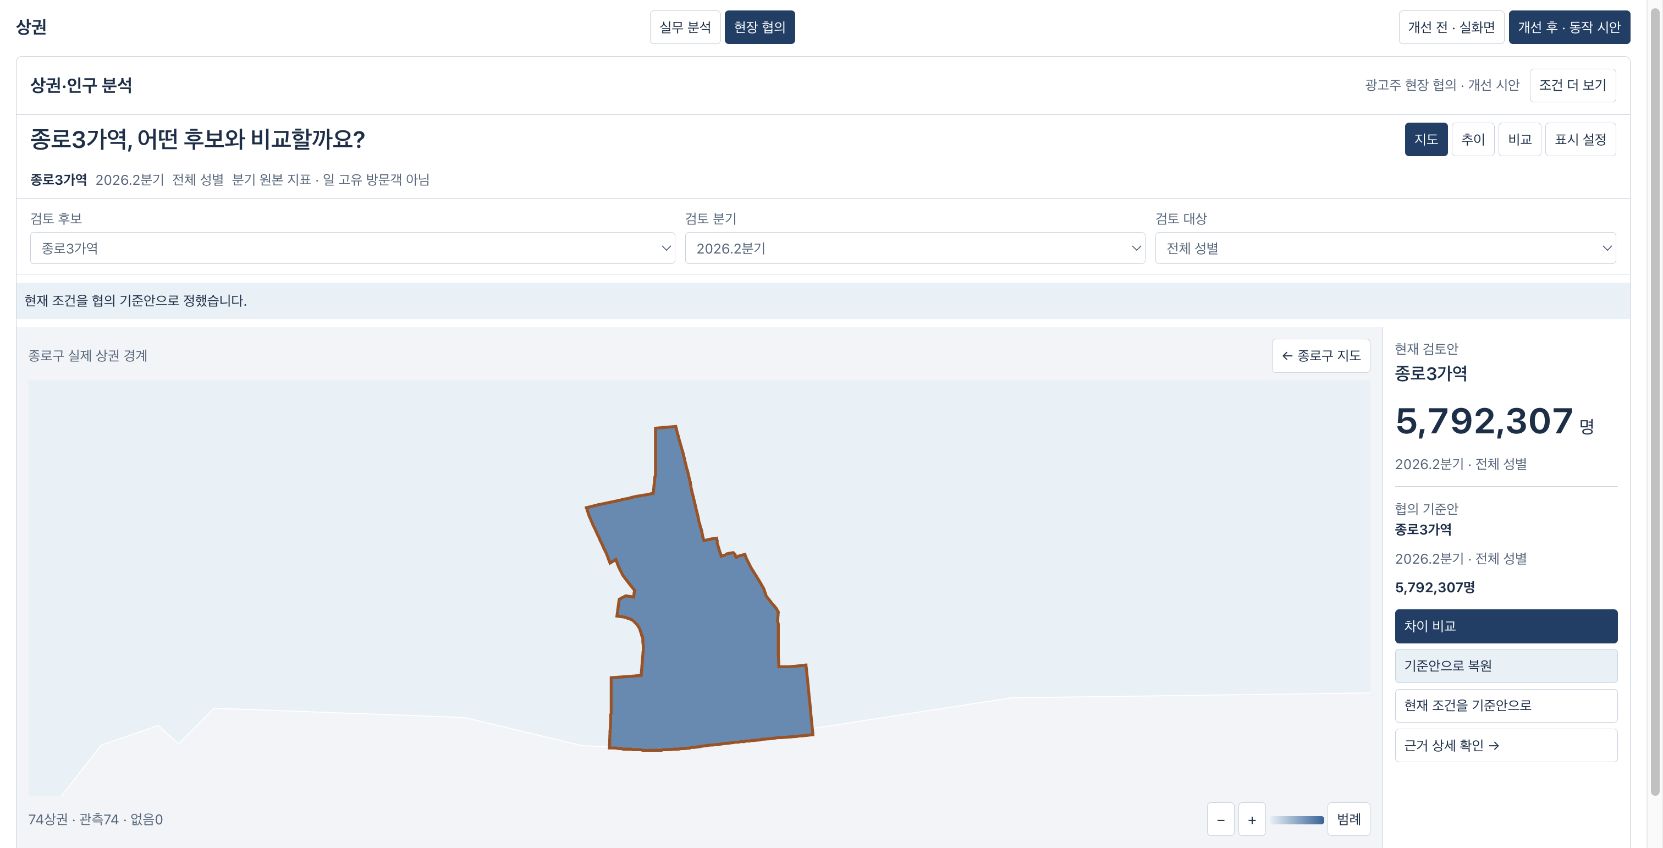 상권
실무 분석
현장 협의
개선 전 · 실화면
개선 후 · 동작 시안
상권·인구 분석
광고주 현장 협의 · 개선 시안
조건 더 보기
종로3가역, 어떤 후보와 비교할까요?
지도
추이
비교
표시 설정
종로3가역 2026.2분기 전체 성별 분기 원본 지표 · 일 고유 방문객 아님
검토 후보
검토 분기
검토 대상
종로3가역
2026.2분기
전체 성별
현재 조건을 협의 기준안으로 정했습니다.
종로구 실제 상권 경계
← 종로구 지도
현재 검토안
종로3가역
5,792,307 명
2026.2분기 · 전체 성별
협의 기준안
종로3가역
2026.2분기 · 전체 성별
5,792,307명
차이 비교
기준안으로 복원
현재 조건을 기준안으로
근거 상세 확인 →
74상권 · 관측74 · 없음0
−
+
범례